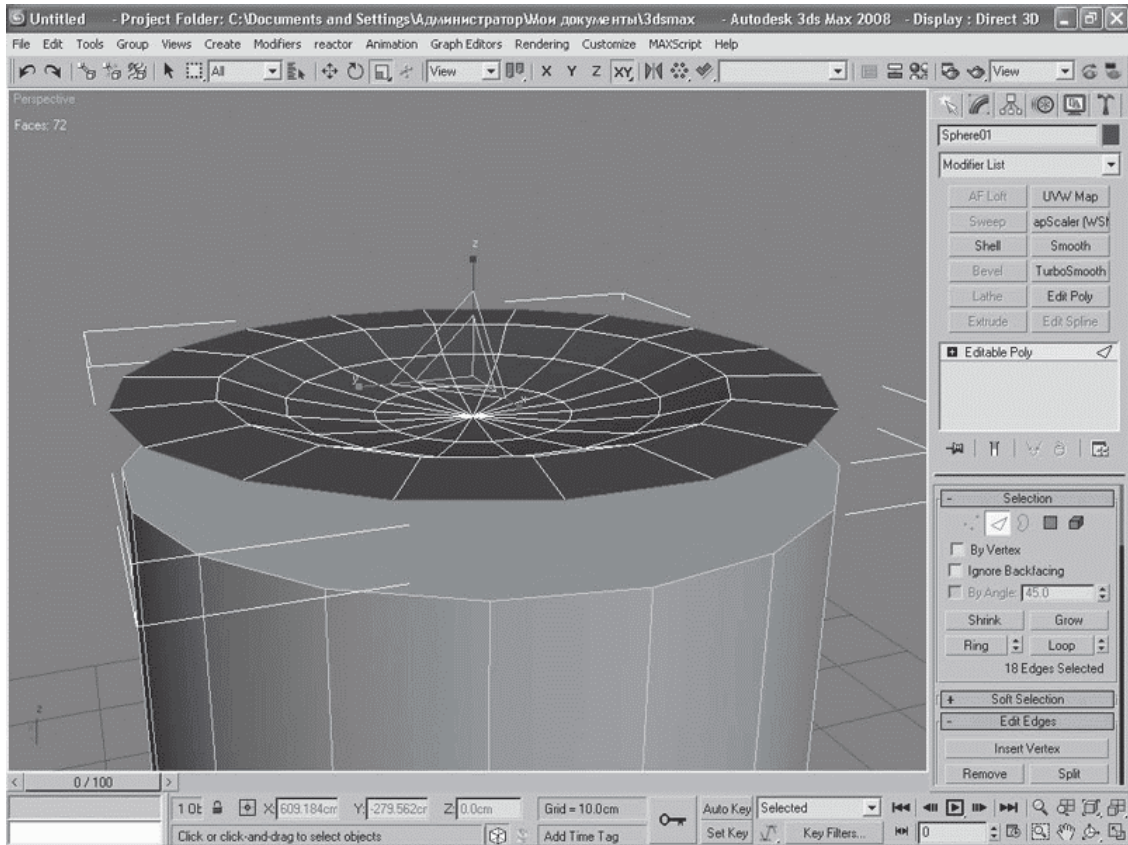 Untitled - Project Folder: C:\Documents and Settings\Администратор\Мои документы\3dsmax - Autodesk 3ds Max 2008 - Display : Direct 3D
File Edit Tools Group Views Create Modifiers reactor Animation Graph Editors Rendering Customize MAXScript Help
All View X Y Z XY View
Perspective
Faces: 72
z
y
x
z
Sphere01
Modifier List
AF Loft UVW Map
Sweep apScaler (WSM
Shell Smooth
Bevel TurboSmooth
Lathe Edit Poly
Extrude Edit Spline
Editable Poly
- Selection
By Vertex
Ignore Backfacing
By Angle: 45.0
Shrink Grow
Ring Loop
18 Edges Selected
+ Soft Selection
- Edit Edges
Insert Vertex
Remove Split
< 0 / 100 >
1 Ob X: 609.184cm Y: -279.562cr Z: 0.0cm Grid = 10.0cm Auto Key Selected
Click or click-and-drag to select objects Add Time Tag Set Key Key Filters... 0